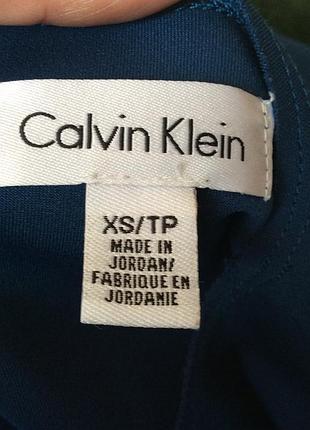 Calvin Klein
XS/TP
MADE IN
JORDAN/
FABRIQUE EN
JORDANIE